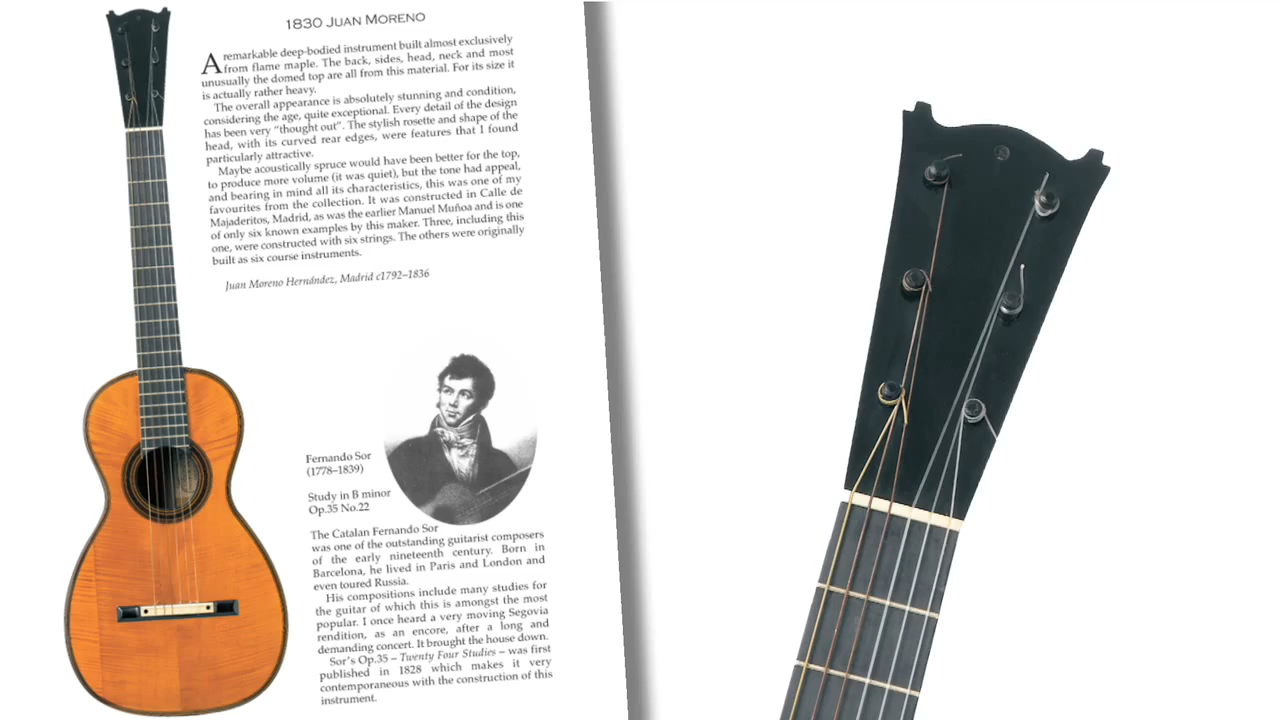 1830 JUAN MORENO
A remarkable deep-bodied instrument built almost exclusively
from flame maple. The back, sides, head, neck and most
unusually the domed top are all from this material. For its size it
is actually rather heavy.
The overall appearance is absolutely stunning and condition,
considering the age, quite exceptional. Every detail of the design
has been very "thought out". The stylish rosette and shape of the
head, with its curved rear edges, were features that I found
particularly attractive.
Maybe acoustically spruce would have been better for the top,
to produce more volume (it was quiet), but the tone had appeal,
and bearing in mind all its characteristics, this was one of my
favourites from the collection. It was constructed in Calle de
Majaderitos, Madrid, as was the earlier Manuel Muñoa and is one
of only six known examples by this maker. Three, including this
one, were constructed with six strings. The others were originally
built as six course instruments.
Juan Moreno Hernández, Madrid c1792–1836
Fernando Sor
(1778–1839)
Study in B minor
Op.35 No.22
The Catalan Fernando Sor
was one of the outstanding guitarist composers
of the early nineteenth century. Born in
Barcelona, he lived in Paris and London and
even toured Russia.
His compositions include many studies for
the guitar of which this is amongst the most
popular. I once heard a very moving Segovia
rendition, as an encore, after a long and
demanding concert. It brought the house down.
Sor's Op.35 – Twenty Four Studies – was first
published in 1828 which makes it very
contemporaneous with the construction of this
instrument.